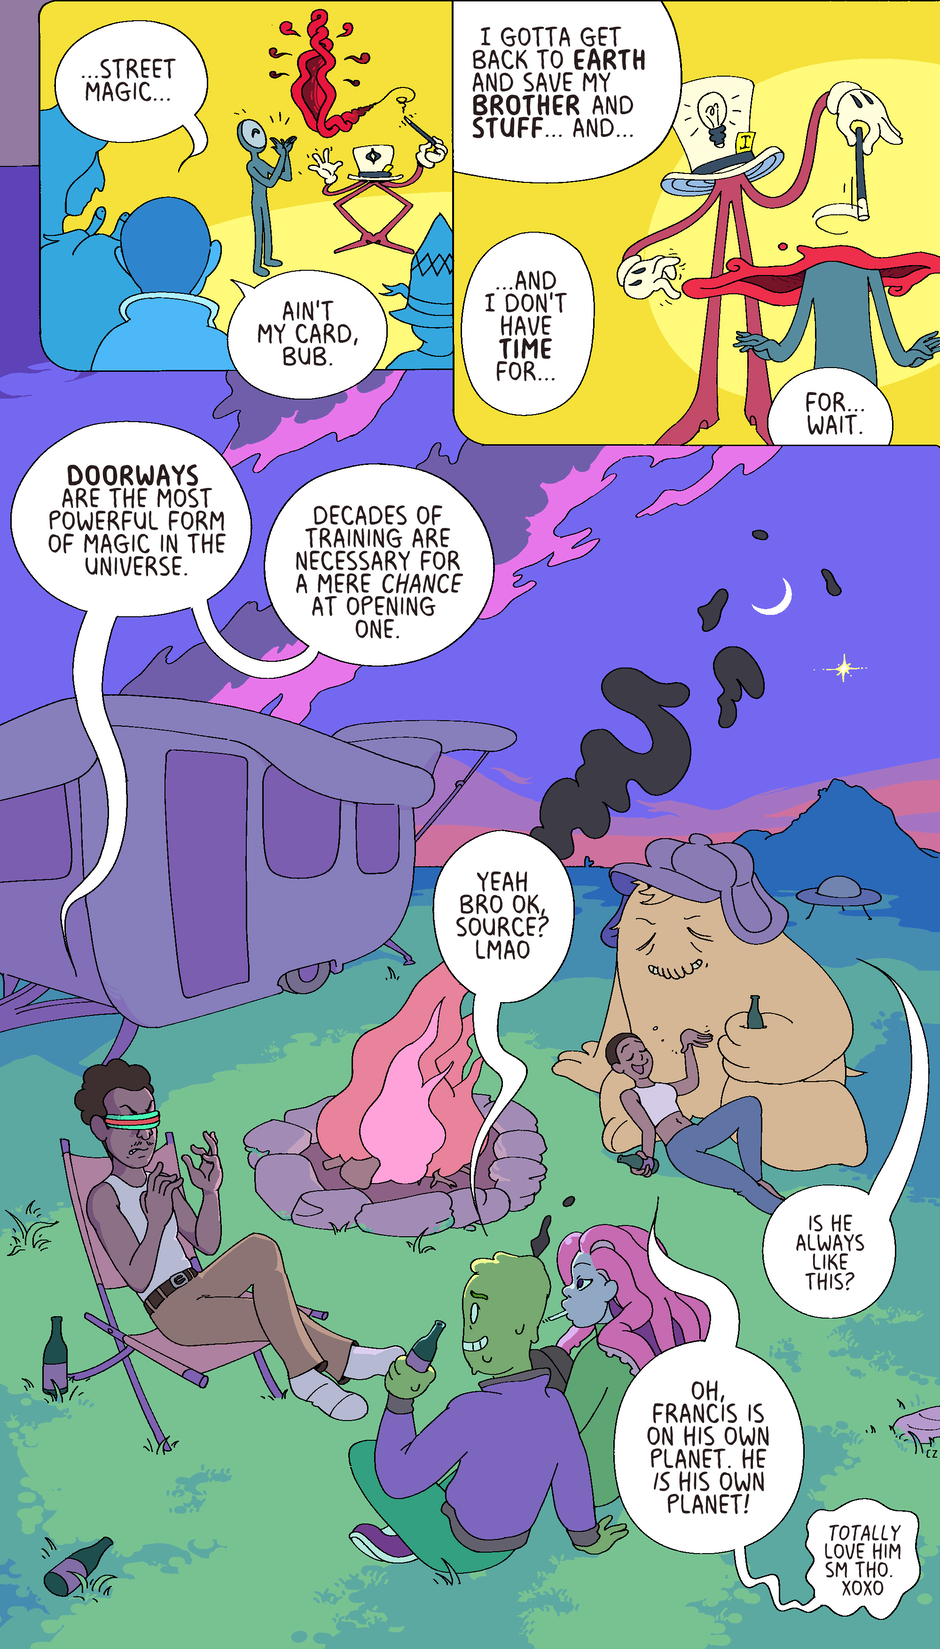 ...STREET
MAGIC...
AIN'T
MY CARD,
BUB.
I GOTTA GET
BACK TO EARTH
AND SAVE MY
BROTHER AND
STUFF... AND...
I
...AND
I DON'T
HAVE
TIME
FOR...
FOR...
WAIT.
DOORWAYS
ARE THE MOST
POWERFUL FORM
OF MAGIC IN THE
UNIVERSE.
DECADES OF
TRAINING ARE
NECESSARY FOR
A MERE CHANCE
AT OPENING
ONE.
YEAH
BRO OK,
SOURCE?
LMAO
IS HE
ALWAYS
LIKE
THIS?
OH,
FRANCIS IS
ON HIS OWN
PLANET. HE
IS HIS OWN
PLANET!
CZ
TOTALLY
LOVE HIM
SM THO.
XOXO